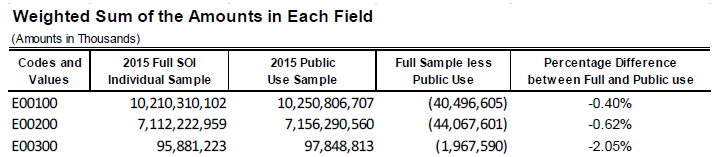 Weighted Sum of the Amounts in Each Field
(Amounts in Thousands)
Codes and Values 2015 Full SOI Individual Sample 2015 Public Use Sample Full Sample less Public Use Percentage Difference between Full and Public use
E00100 10,210,310,102 10,250,806,707 (40,496,605) -0.40%
E00200 7,112,222,959 7,156,290,560 (44,067,601) -0.62%
E00300 95,881,223 97,848,813 (1,967,590) -2.05%